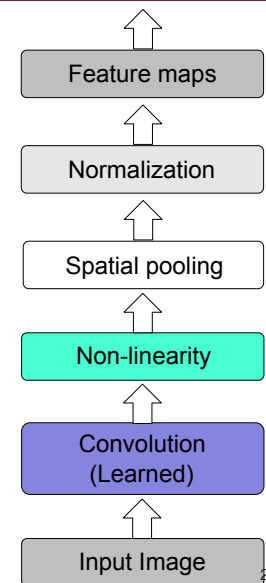 Feature maps
Normalization
Spatial pooling
Non-linearity
Convolution
(Learned)
Input Image